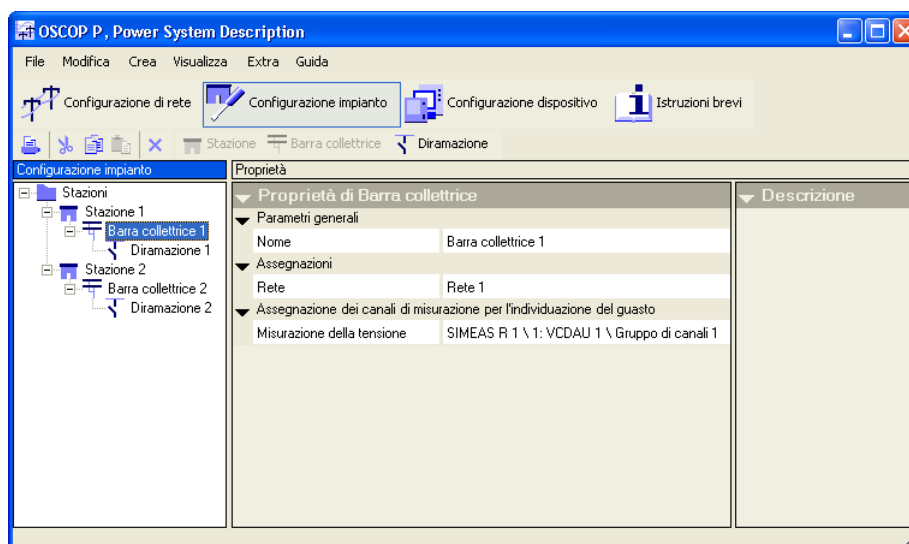 OSCOP P, Power System Description
File Modifica Crea Visualizza Extra Guida
Configurazione di rete Configurazione impianto Configurazione dispositivo Istruzioni brevi
Stazione Barra collettrice Diramazione
Configurazione impianto
Stazioni
Stazione 1
Barra collettrice 1
Diramazione 1
Stazione 2
Barra collettrice 2
Diramazione 2
Proprietà
Proprietà di Barra collettrice
Parametri generali
Nome Barra collettrice 1
Assegnazioni
Rete Rete 1
Assegnazione dei canali di misurazione per l'individuazione del guasto
Misurazione della tensione SIMEAS R 1 \ 1: VCDAU 1 \ Gruppo di canali 1
Descrizione